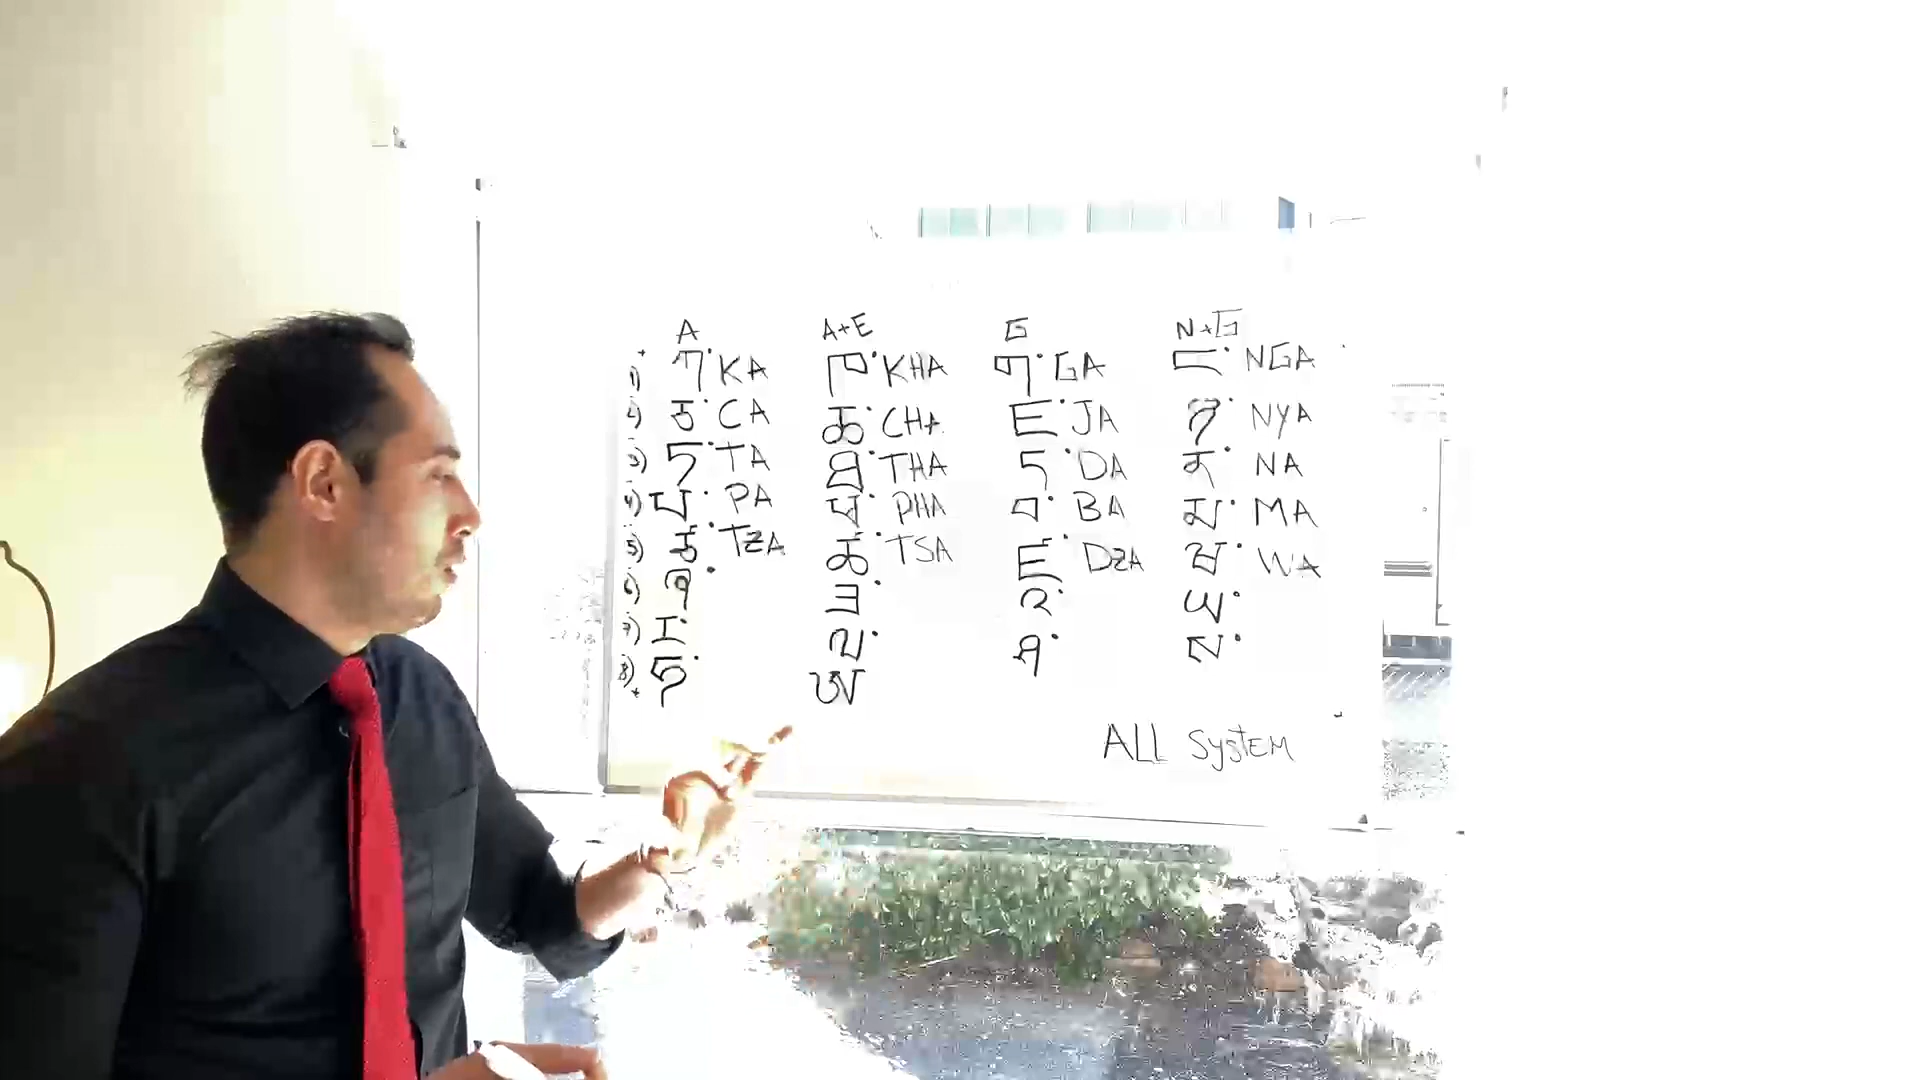 A A+E G N+G
1) ཀ་ KA ཁ་ KHA ག་ GA ང་ NGA
2) ཅ་ CA ཆ་ CHA ཇ་ JA ཉ་ NYA
3) ཏ་ TA ཐ་ THA ད་ DA ན་ NA
4) པ་ PA ཕ་ PHA བ་ BA མ་ MA
5) ཙ་ TZA ཚ་ TSA ཛ་ DZA ཝ་ WA
6) ཞ་ ཟ་ འ་ ཡ་
7) ར་ ལ་ ཤ་ ས་
8) ཧ་ ཨ
ALL SYSTEM